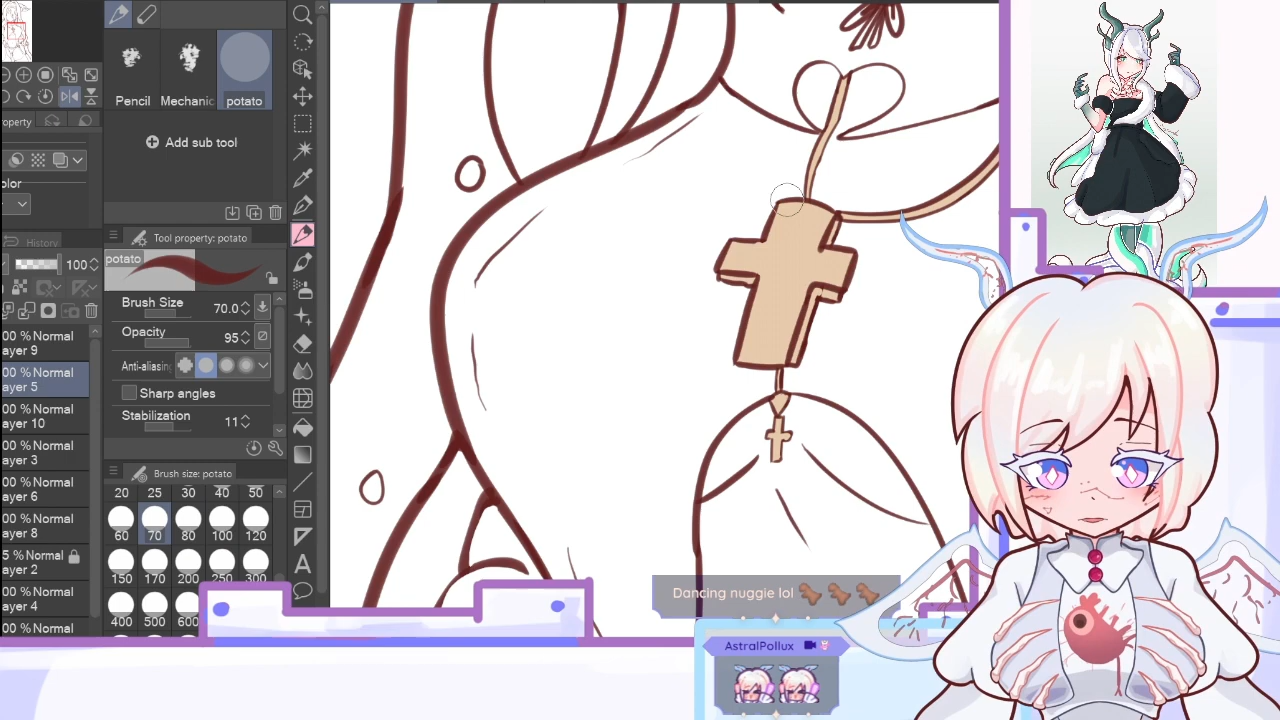 Pencil
Mechanic
potato
Add sub tool
roperty
olor
History
100
Tool property: potato
potato
Brush Size 70.0
Opacity 95
Anti-aliasing
Sharp angles
Stabilization 11
Brush size: potato
20 25 30 40 50
60 70 80 100 120
150 170 200 250 300
400 500 600
00 % Normal
ayer 9
00 % Normal
ayer 5
00 % Normal
ayer 10
00 % Normal
ayer 3
00 % Normal
ayer 6
00 % Normal
ayer 8
5 % Normal
ayer 2
00 % Normal
ayer 4
00 % Normal
Dancing nuggie lol
AstralPollux